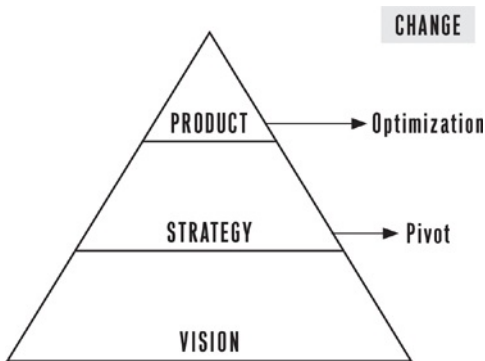 CHANGE
PRODUCT
Optimization
STRATEGY
Pivot
VISION